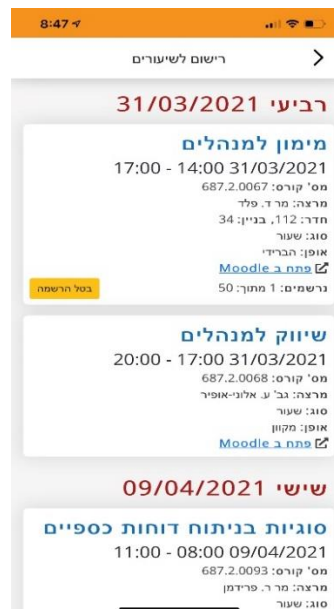 8:47
רישום לשיעורים
רביעי 31/03/2021
מימון למנהלים
17:00 - 14:00 31/03/2021
מס' קורס: 687.2.0067
מרצה: מר ד. פלד
חדר: 112, בניין: 34
סוג: שעור
אופן: הברידי
פתח ב Moodle
נרשמים: 1 מתוך: 50
בטל הרשמה
שיווק למנהלים
20:00 - 17:00 31/03/2021
מס' קורס: 687.2.0068
מרצה: גב' ע. אלוני-אופיר
סוג: שעור
אופן: מקוון
פתח ב Moodle
שישי 09/04/2021
סוגיות בניתוח דוחות כספיים
11:00 - 08:00 09/04/2021
מס' קורס: 687.2.0093
מרצה: מר ר. פרידמן
סוג: שעור